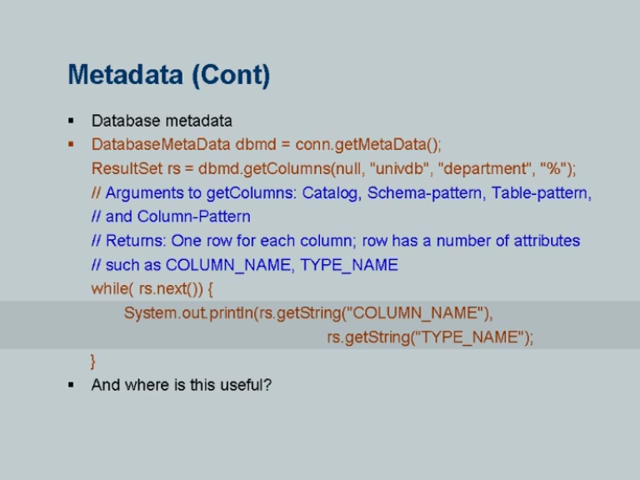 Metadata (Cont)
▪ Database metadata
▪ DatabaseMetaData dbmd = conn.getMetaData();
ResultSet rs = dbmd.getColumns(null, "univdb", "department", "%");
// Arguments to getColumns: Catalog, Schema-pattern, Table-pattern,
// and Column-Pattern
// Returns: One row for each column; row has a number of attributes
// such as COLUMN_NAME, TYPE_NAME
while( rs.next()) {
System.out.println(rs.getString("COLUMN_NAME"),
rs.getString("TYPE_NAME");
}
▪ And where is this useful?